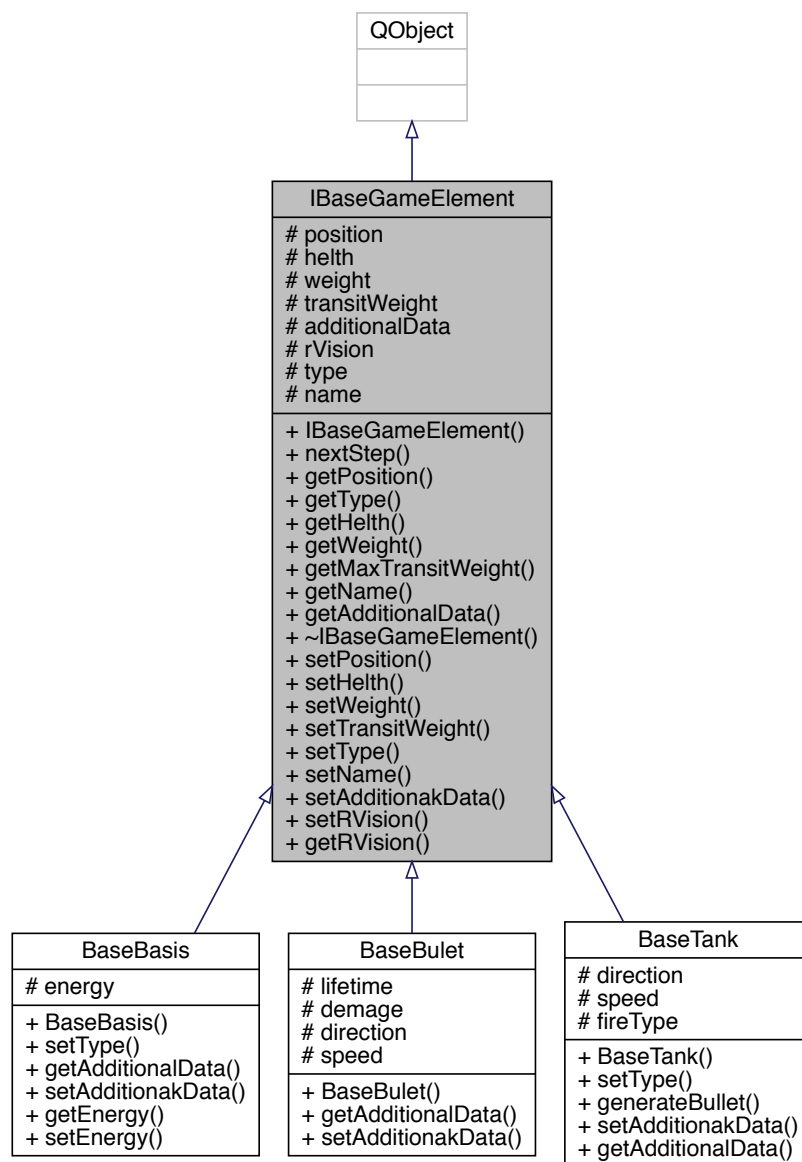 QObject
IBaseGameElement
# position
# helth
# weight
# transitWeight
# additionalData
# rVision
# type
# name
+ IBaseGameElement()
+ nextStep()
+ getPosition()
+ getType()
+ getHelth()
+ getWeight()
+ getMaxTransitWeight()
+ getName()
+ getAdditionalData()
+ ~IBaseGameElement()
+ setPosition()
+ setHelth()
+ setWeight()
+ setTransitWeight()
+ setType()
+ setName()
+ setAdditionakData()
+ setRVision()
+ getRVision()
BaseBasis
# energy
+ BaseBasis()
+ setType()
+ getAdditionalData()
+ setAdditionakData()
+ getEnergy()
+ setEnergy()
BaseBulet
# lifetime
# demage
# direction
# speed
+ BaseBulet()
+ getAdditionalData()
+ setAdditionakData()
BaseTank
# direction
# speed
# fireType
+ BaseTank()
+ setType()
+ generateBullet()
+ setAdditionakData()
+ getAdditionalData()